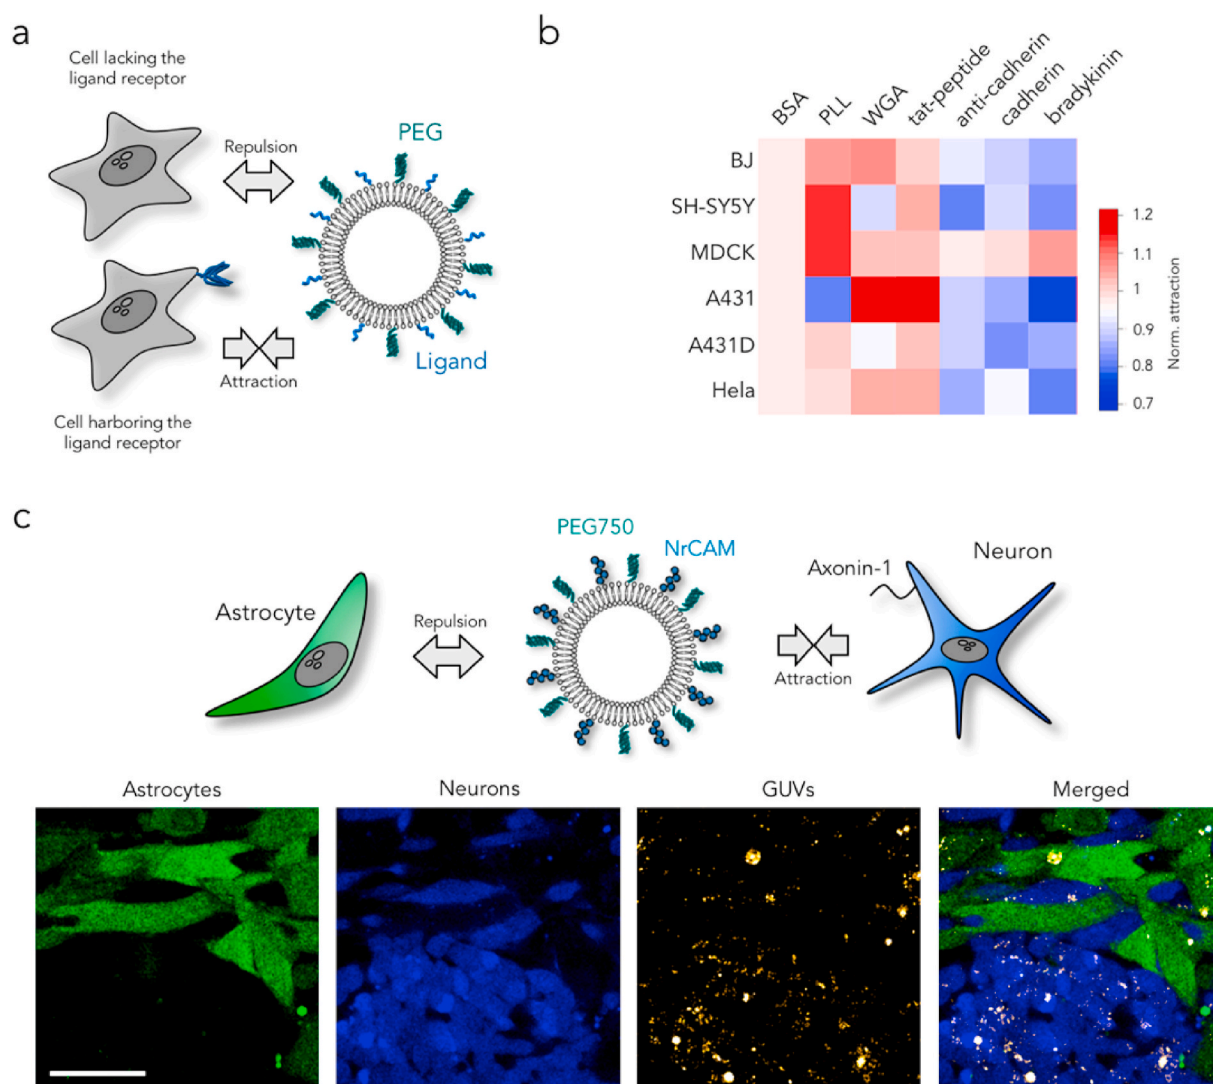 a
Cell lacking the
ligand receptor
Repulsion
PEG
Ligand
Attraction
Cell harboring the
ligand receptor
b
BSA
PLL
WGA
tat-peptide
anti-cadherin
cadherin
bradykinin
BJ
SH-SY5Y
MDCK
A431
A431D
Hela
1.2
1.1
1
0.9
0.8
0.7
Norm. attraction
c
PEG750
NrCAM
Neuron
Axonin-1
Astrocyte
Repulsion
Attraction
Astrocytes
Neurons
GUVs
Merged